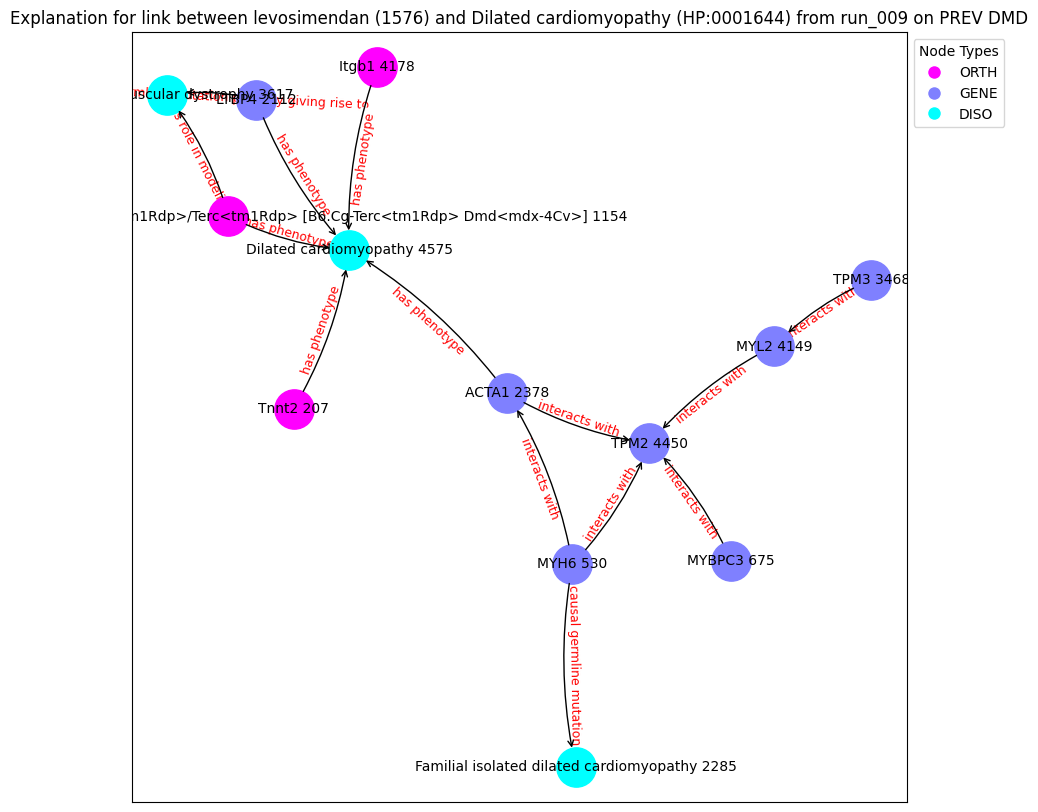 Explanation for link between levosimendan (1576) and Dilated cardiomyopathy (HP:0001644) from run_009 on PREV DMD
Node Types
ORTH
GENE
DISO
Itgb1 4178
dystrophy 3617
LTBP4 2112
giving rise to
has phenotype
has phenotype
role in
m1Rdp>/Terc<tm1Rdp> [B6.Cg-Terc<tm1Rdp> Dmd<mdx-4Cv>] 1154
has phenotype
Dilated cardiomyopathy 4575
TPM3 3468
interacts with
has phenotype
has phenotype
MYL2 4149
interacts with
ACTA1 2378
Tnnt2 207
interacts with
TPM2 4450
interacts with
interacts with
interacts with
MYH6 530
MYBPC3 675
causal germline mutation
Familial isolated dilated cardiomyopathy 2285